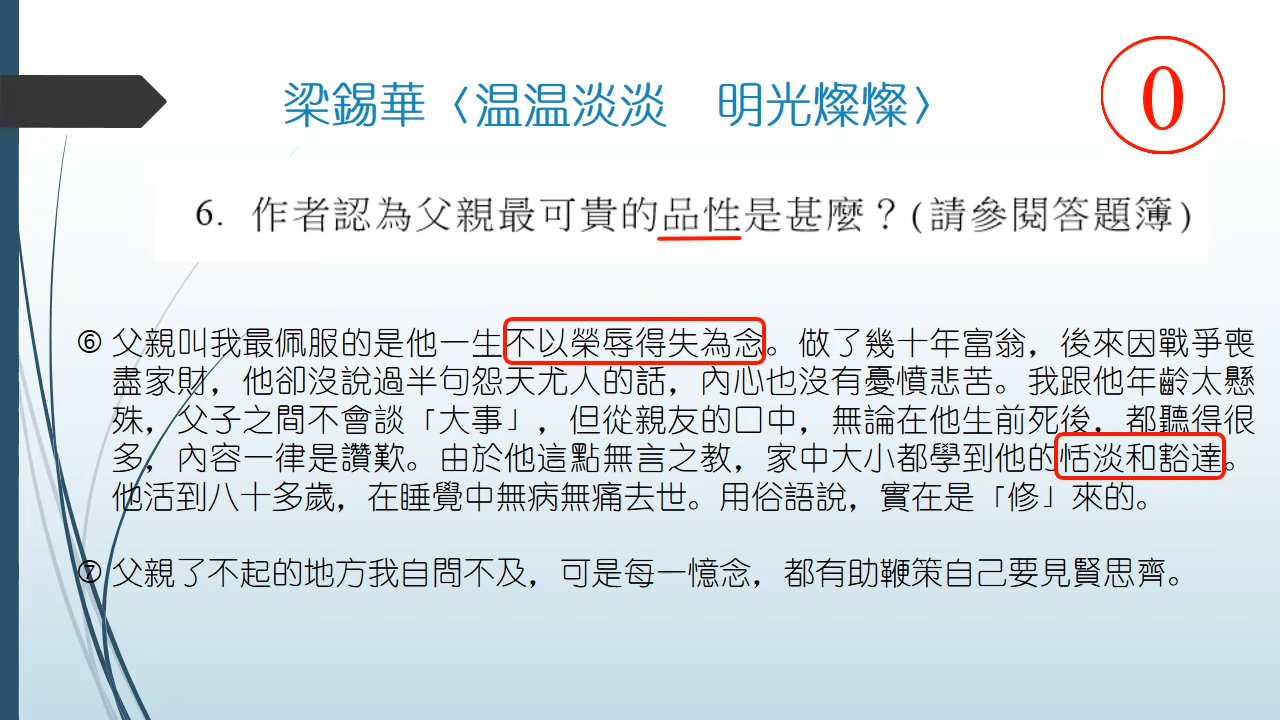 梁錫華〈温温淡淡　明光燦燦〉
0
6. 作者認為父親最可貴的品性是甚麼？(請參閱答題簿)
⑥ 父親叫我最佩服的是他一生不以榮辱得失為念。做了幾十年富翁，後來因戰爭喪
盡家財，他卻沒說過半句怨天尤人的話，內心也沒有憂憤悲苦。我跟他年齡太懸
殊，父子之間不會談「大事」，但從親友的口中，無論在他生前死後，都聽得很
多，內容一律是讚歎。由於他這點無言之教，家中大小都學到他的恬淡和豁達。
他活到八十多歲，在睡覺中無病無痛去世。用俗語說，實在是「修」來的。
⑦ 父親了不起的地方我自問不及，可是每一憶念，都有助鞭策自己要見賢思齊。